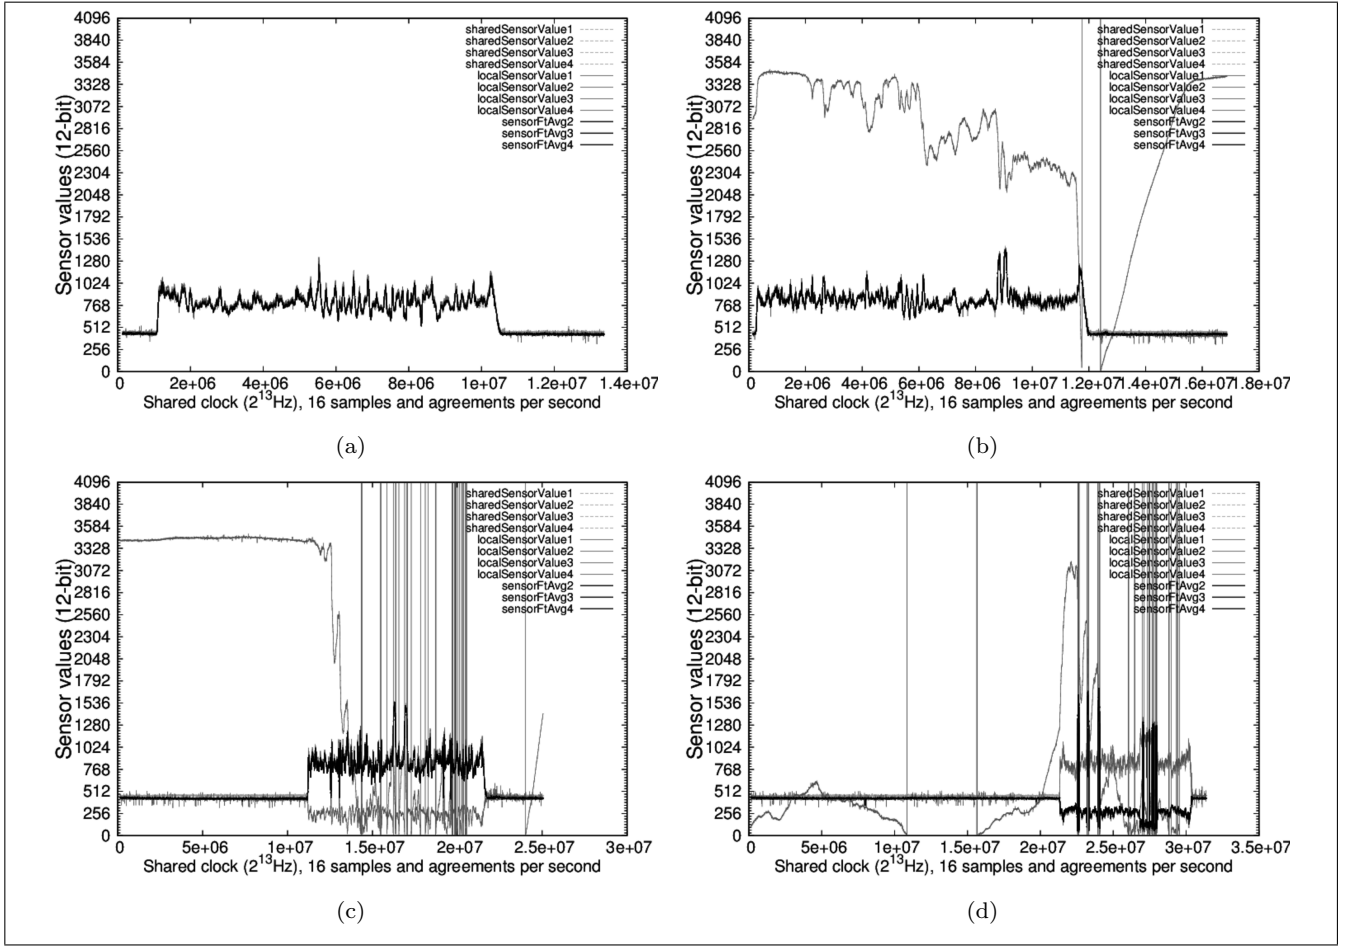 4096
3840
3584
3328
3072
2816
2560
2304
2048
1792
1536
1280
1024
768
512
256
0
Sensor values (12-bit)
sharedSensorValue1
sharedSensorValue2
sharedSensorValue3
sharedSensorValue4
localSensorValue1
localSensorValue2
localSensorValue3
localSensorValue4
sensorFtAvg2
sensorFtAvg3
sensorFtAvg4
0 2e+06 4e+06 6e+06 8e+06 1e+07 1.2e+07 1.4e+07
Shared clock (2^13Hz), 16 samples and agreements per second
(a)
4096
3840
3584
3328
3072
2816
2560
2304
2048
1792
1536
1280
1024
768
512
256
0
Sensor values (12-bit)
sharedSensorValue1
sharedSensorValue2
sharedSensorValue3
sharedSensorValue4
localSensorValue1
localSensorValue2
localSensorValue3
localSensorValue4
sensorFtAvg2
sensorFtAvg3
sensorFtAvg4
0 2e+06 4e+06 6e+06 8e+06 1e+07 1.2e+07 1.4e+07 1.6e+07 1.8e+07
Shared clock (2^13Hz), 16 samples and agreements per second
(b)
4096
3840
3584
3328
3072
2816
2560
2304
2048
1792
1536
1280
1024
768
512
256
0
Sensor values (12-bit)
sharedSensorValue1
sharedSensorValue2
sharedSensorValue3
sharedSensorValue4
localSensorValue1
localSensorValue2
localSensorValue3
localSensorValue4
sensorFtAvg2
sensorFtAvg3
sensorFtAvg4
0 5e+06 1e+07 1.5e+07 2e+07 2.5e+07 3e+07
Shared clock (2^13Hz), 16 samples and agreements per second
(c)
4096
3840
3584
3328
3072
2816
2560
2304
2048
1792
1536
1280
1024
768
512
256
0
Sensor values (12-bit)
sharedSensorValue1
sharedSensorValue2
sharedSensorValue3
sharedSensorValue4
localSensorValue1
localSensorValue2
localSensorValue3
localSensorValue4
sensorFtAvg2
sensorFtAvg3
sensorFtAvg4
0 5e+06 1e+07 1.5e+07 2e+07 2.5e+07 3e+07 3.5e+07
Shared clock (2^13Hz), 16 samples and agreements per second
(d)